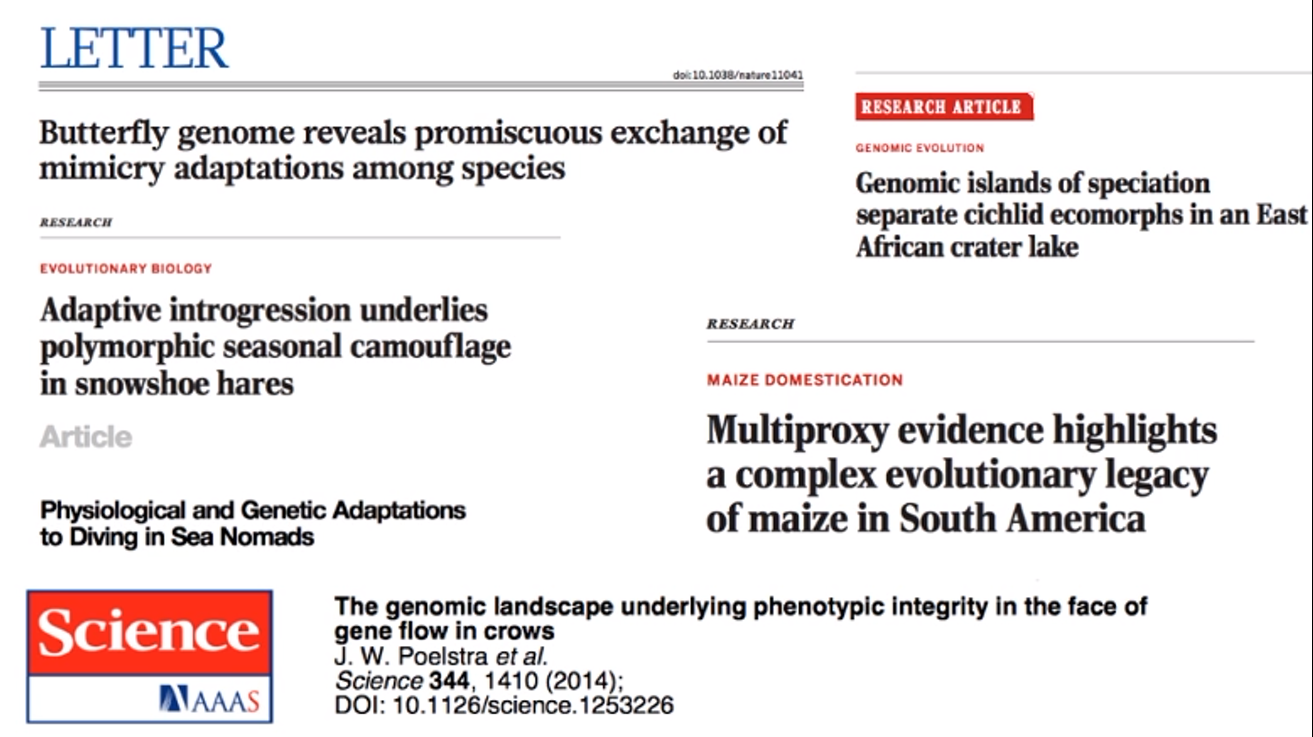 LETTER
doi:10.1038/nature11041
Butterfly genome reveals promiscuous exchange of
mimicry adaptations among species
RESEARCH
EVOLUTIONARY BIOLOGY
Adaptive introgression underlies
polymorphic seasonal camouflage
in snowshoe hares
Article
Physiological and Genetic Adaptations
to Diving in Sea Nomads
RESEARCH ARTICLE
GENOMIC EVOLUTION
Genomic islands of speciation
separate cichlid ecomorphs in an East
African crater lake
RESEARCH
MAIZE DOMESTICATION
Multiproxy evidence highlights
a complex evolutionary legacy
of maize in South America
Science
AAAS
The genomic landscape underlying phenotypic integrity in the face of
gene flow in crows
J. W. Poelstra et al.
Science 344, 1410 (2014);
DOI: 10.1126/science.1253226